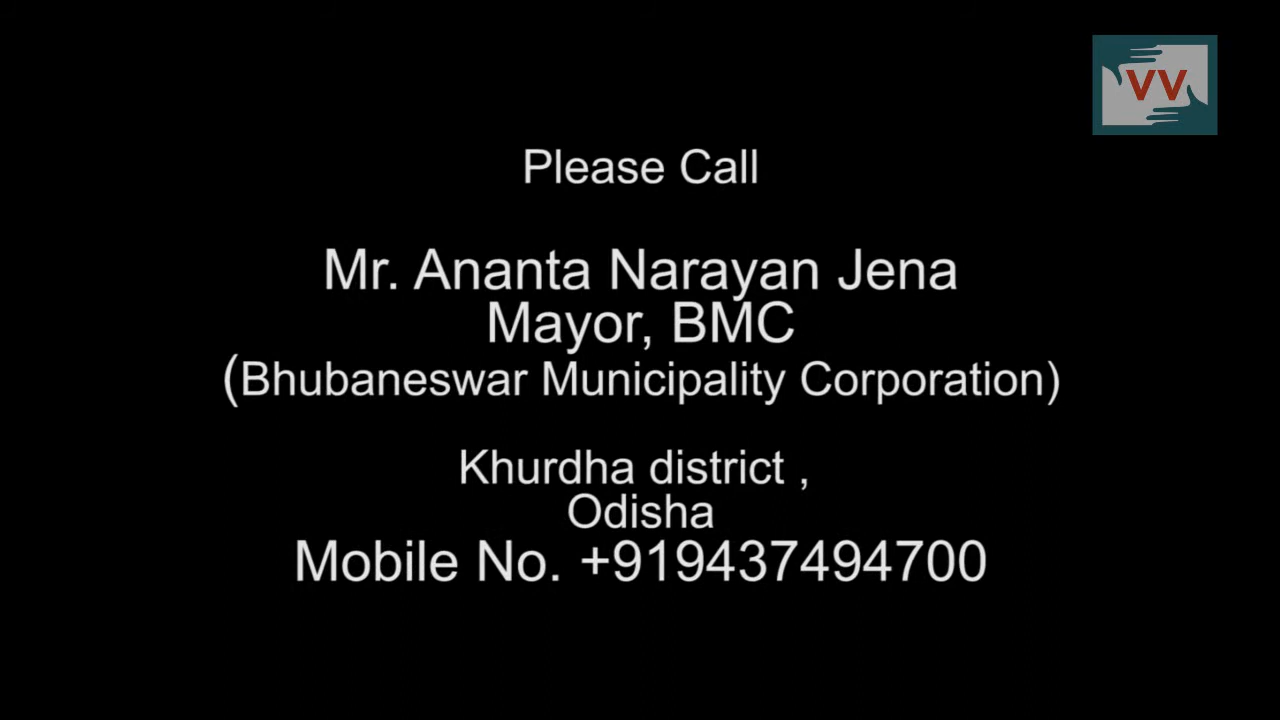 VV
Please Call
Mr. Ananta Narayan Jena
Mayor, BMC
(Bhubaneswar Municipality Corporation)
Khurdha district ,
Odisha
Mobile No. +919437494700